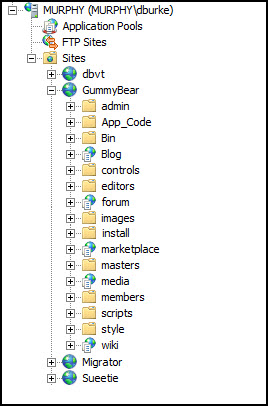 MURPHY (MURPHY\dburke)
Application Pools
FTP Sites
Sites
dbvt
GummyBear
admin
App_Code
Bin
Blog
controls
editors
forum
images
install
marketplace
masters
media
members
scripts
style
wiki
Migrator
Sueetie